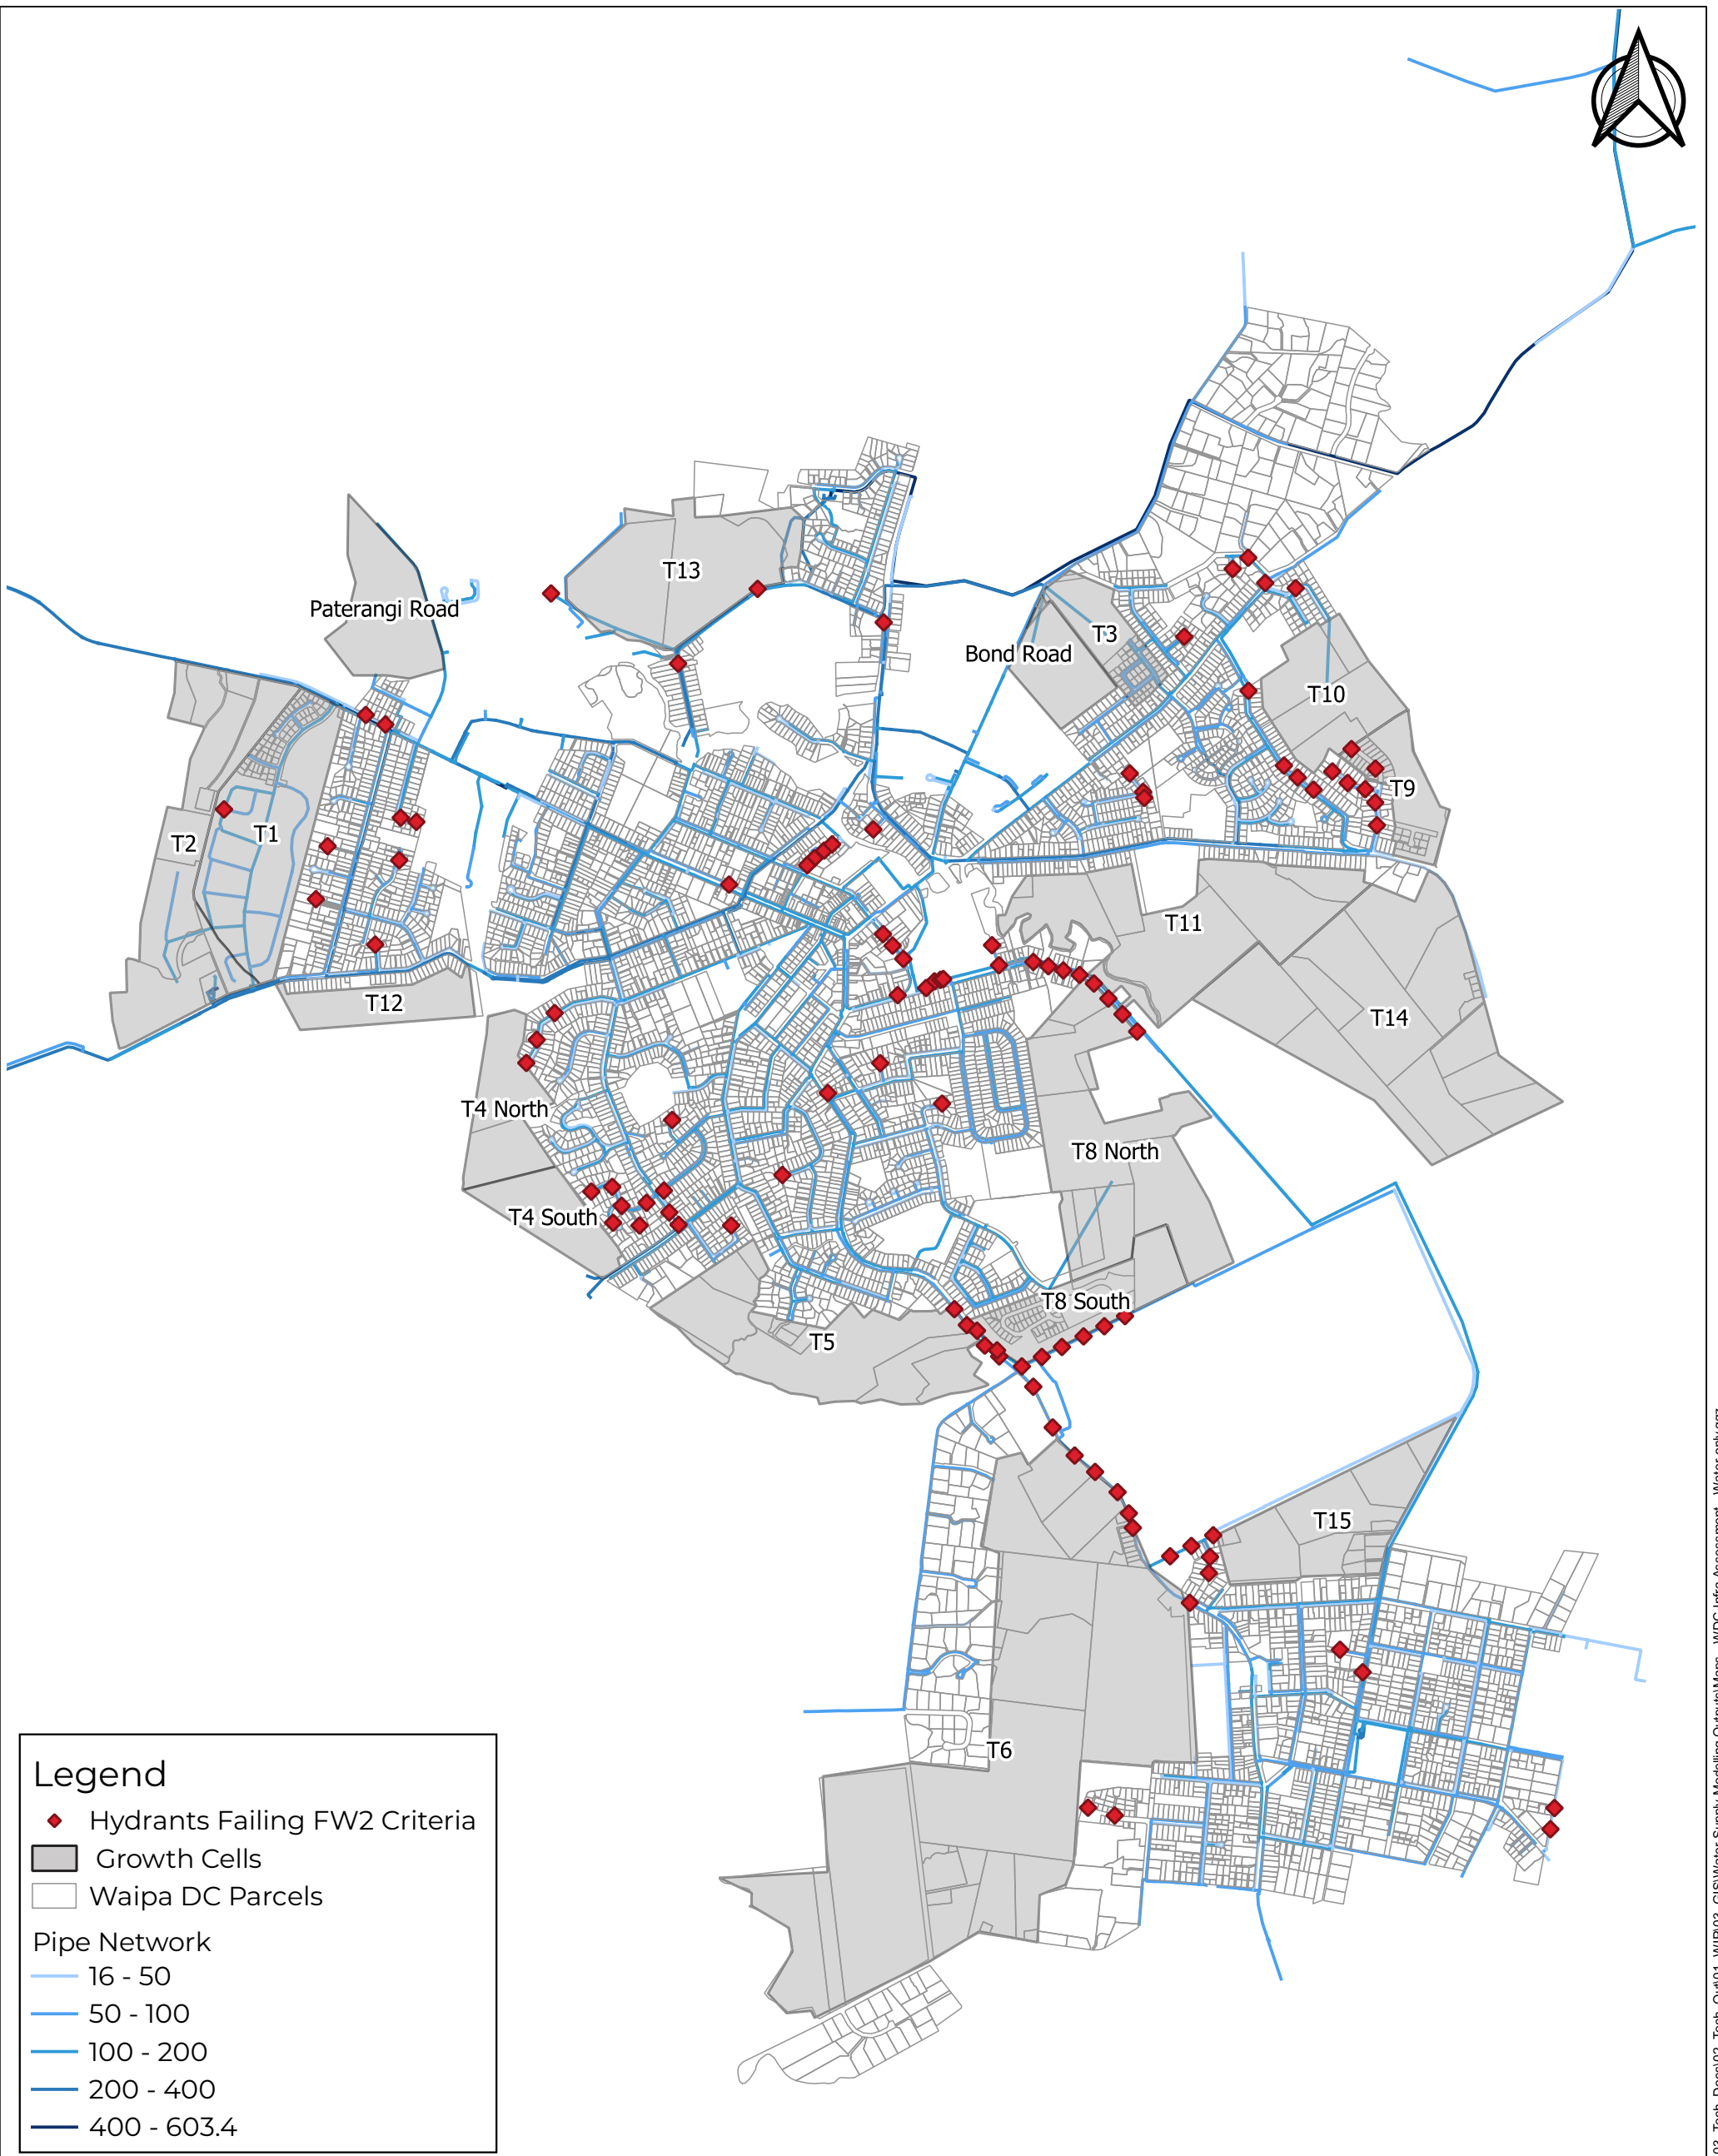 T13
Paterangi Road
T3
Bond Road
T10
T9
T2
T1
T11
T12
T14
T4 North
T8 North
T4 South
T8 South
T5
T15
T6
Legend
Hydrants Failing FW2 Criteria
Growth Cells
Waipa DC Parcels
Pipe Network
16 - 50
50 - 100
100 - 200
200 - 400
400 - 603.4